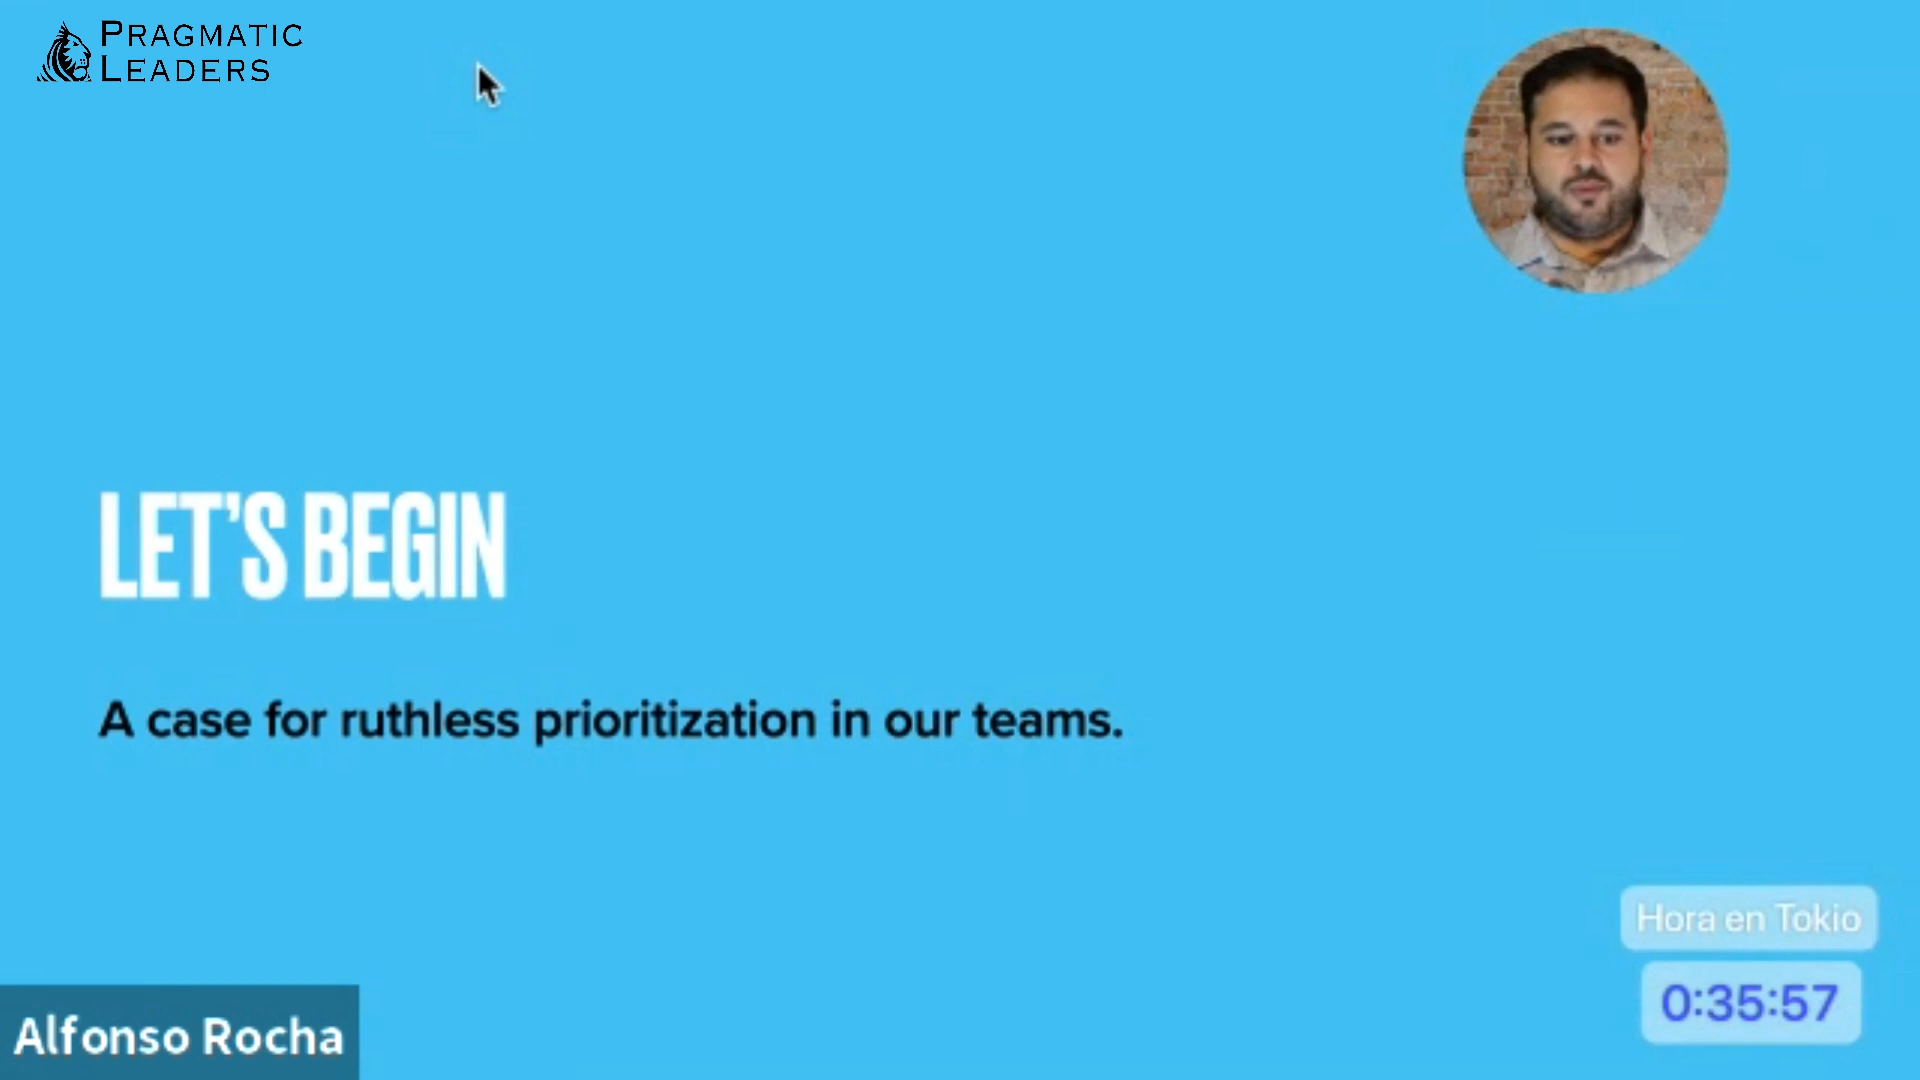 PRAGMATIC
LEADERS
LET'S BEGIN
A case for ruthless prioritization in our teams.
Hora en Tokio
0:35:57
Alfonso Rocha